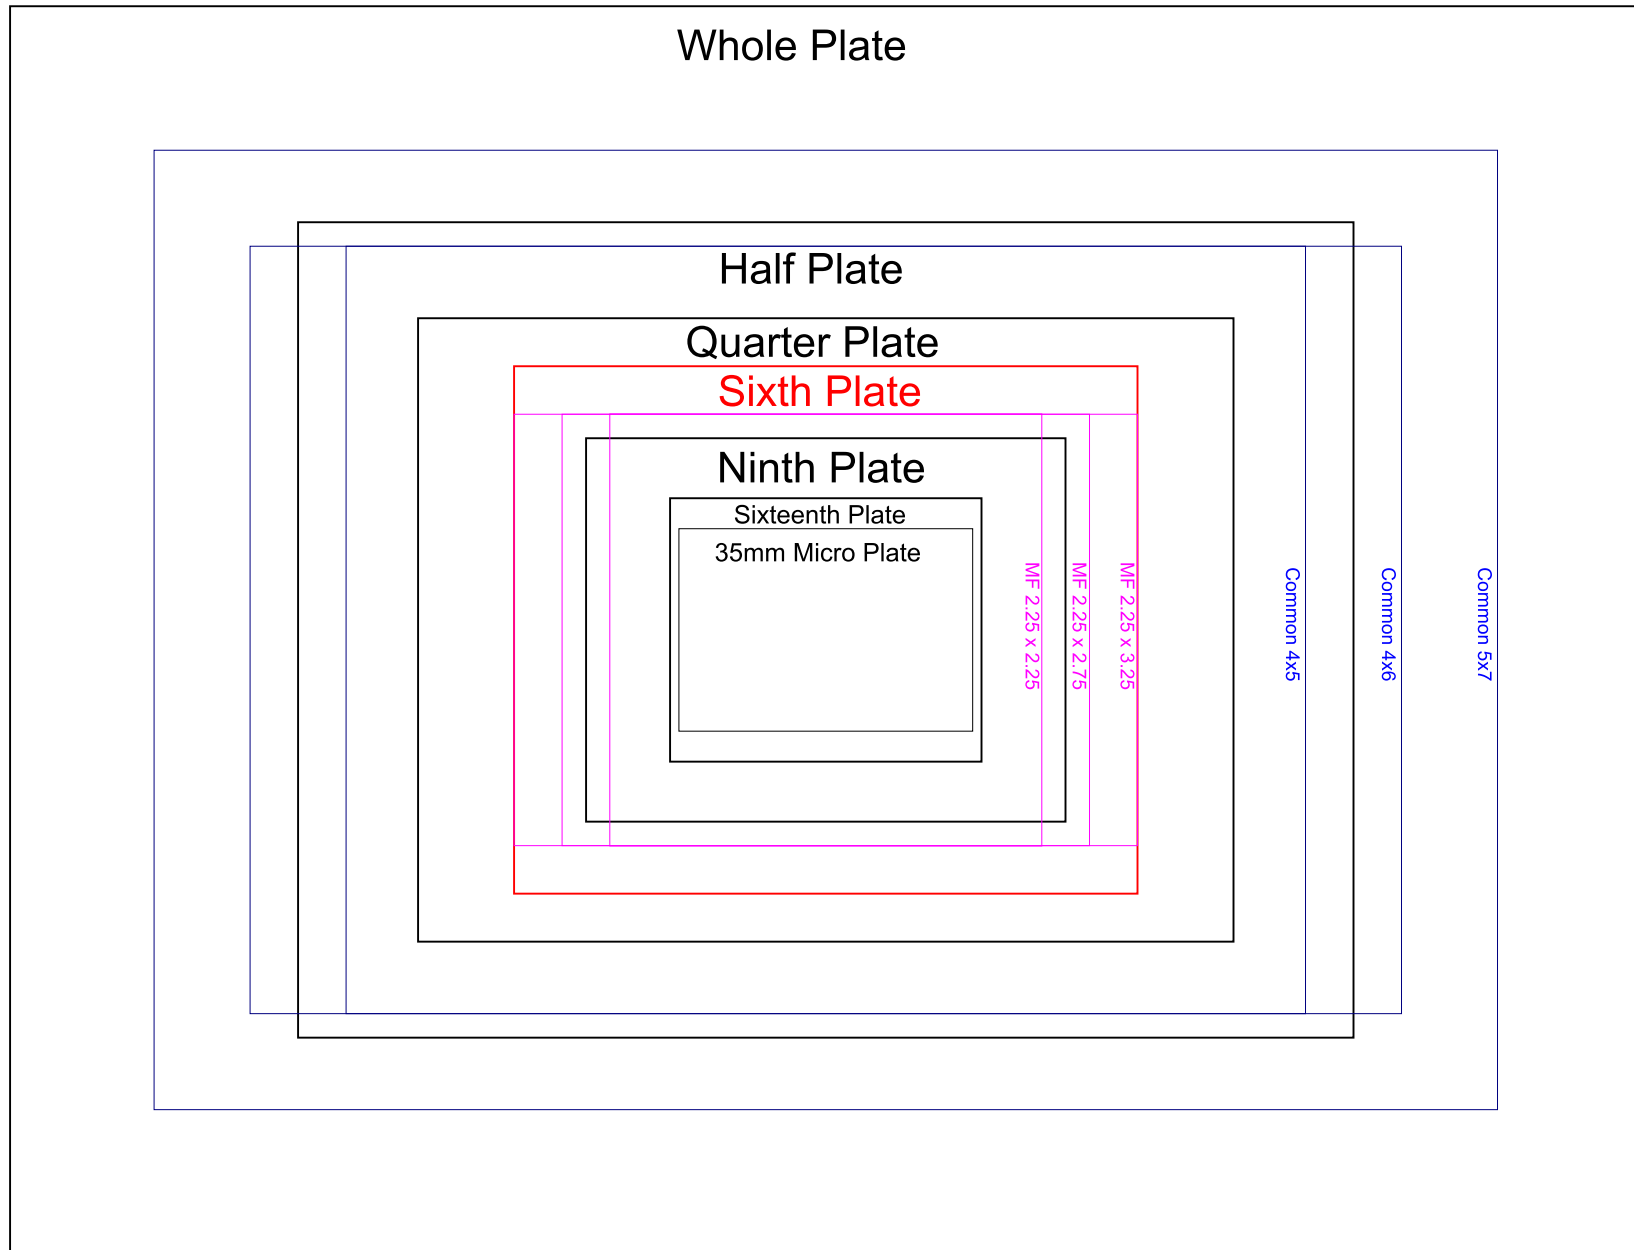 Whole Plate
Half Plate
Quarter Plate
Sixth Plate
Ninth Plate
Sixteenth Plate
35mm Micro Plate
MF 2.25 x 2.25
MF 2.25 x 2.75
MF 2.25 x 3.25
Common 4x5
Common 4x6
Common 5x7